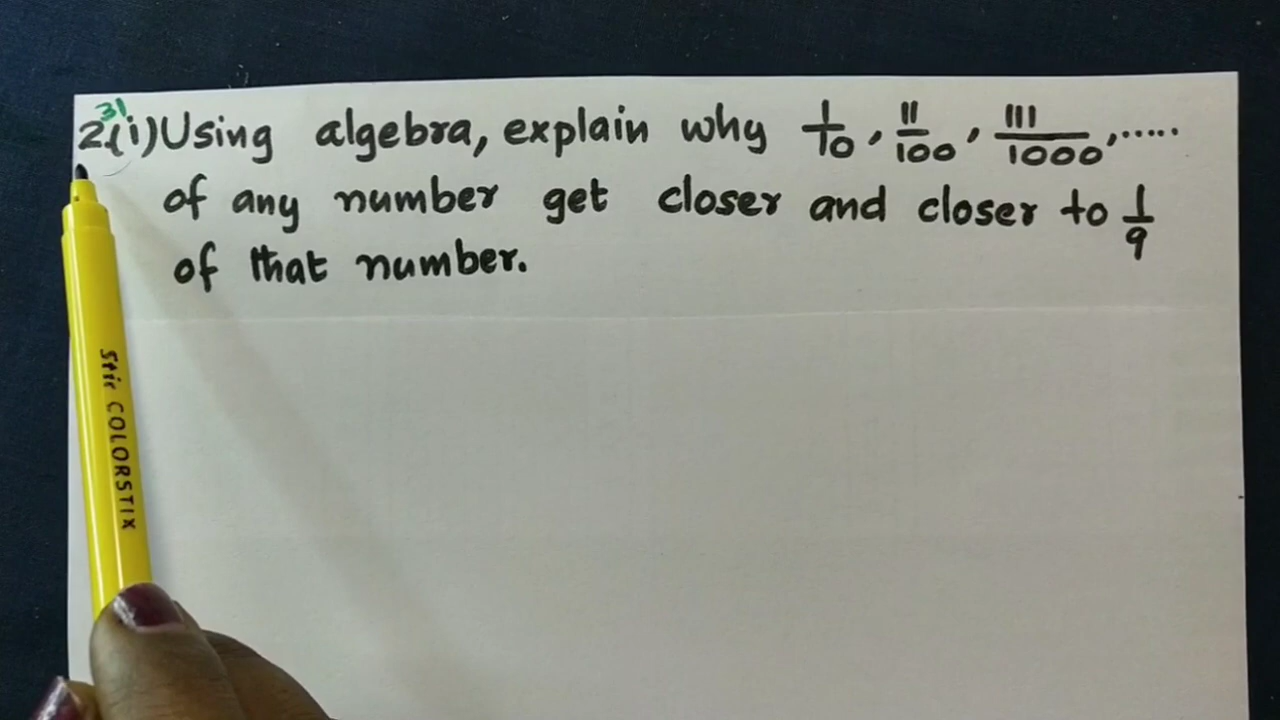 31
2(i) Using algebra, explain why 1/10, 11/100, 111/1000, .....
of any number get closer and closer to 1/9
of that number.
Stic COLORSTIX